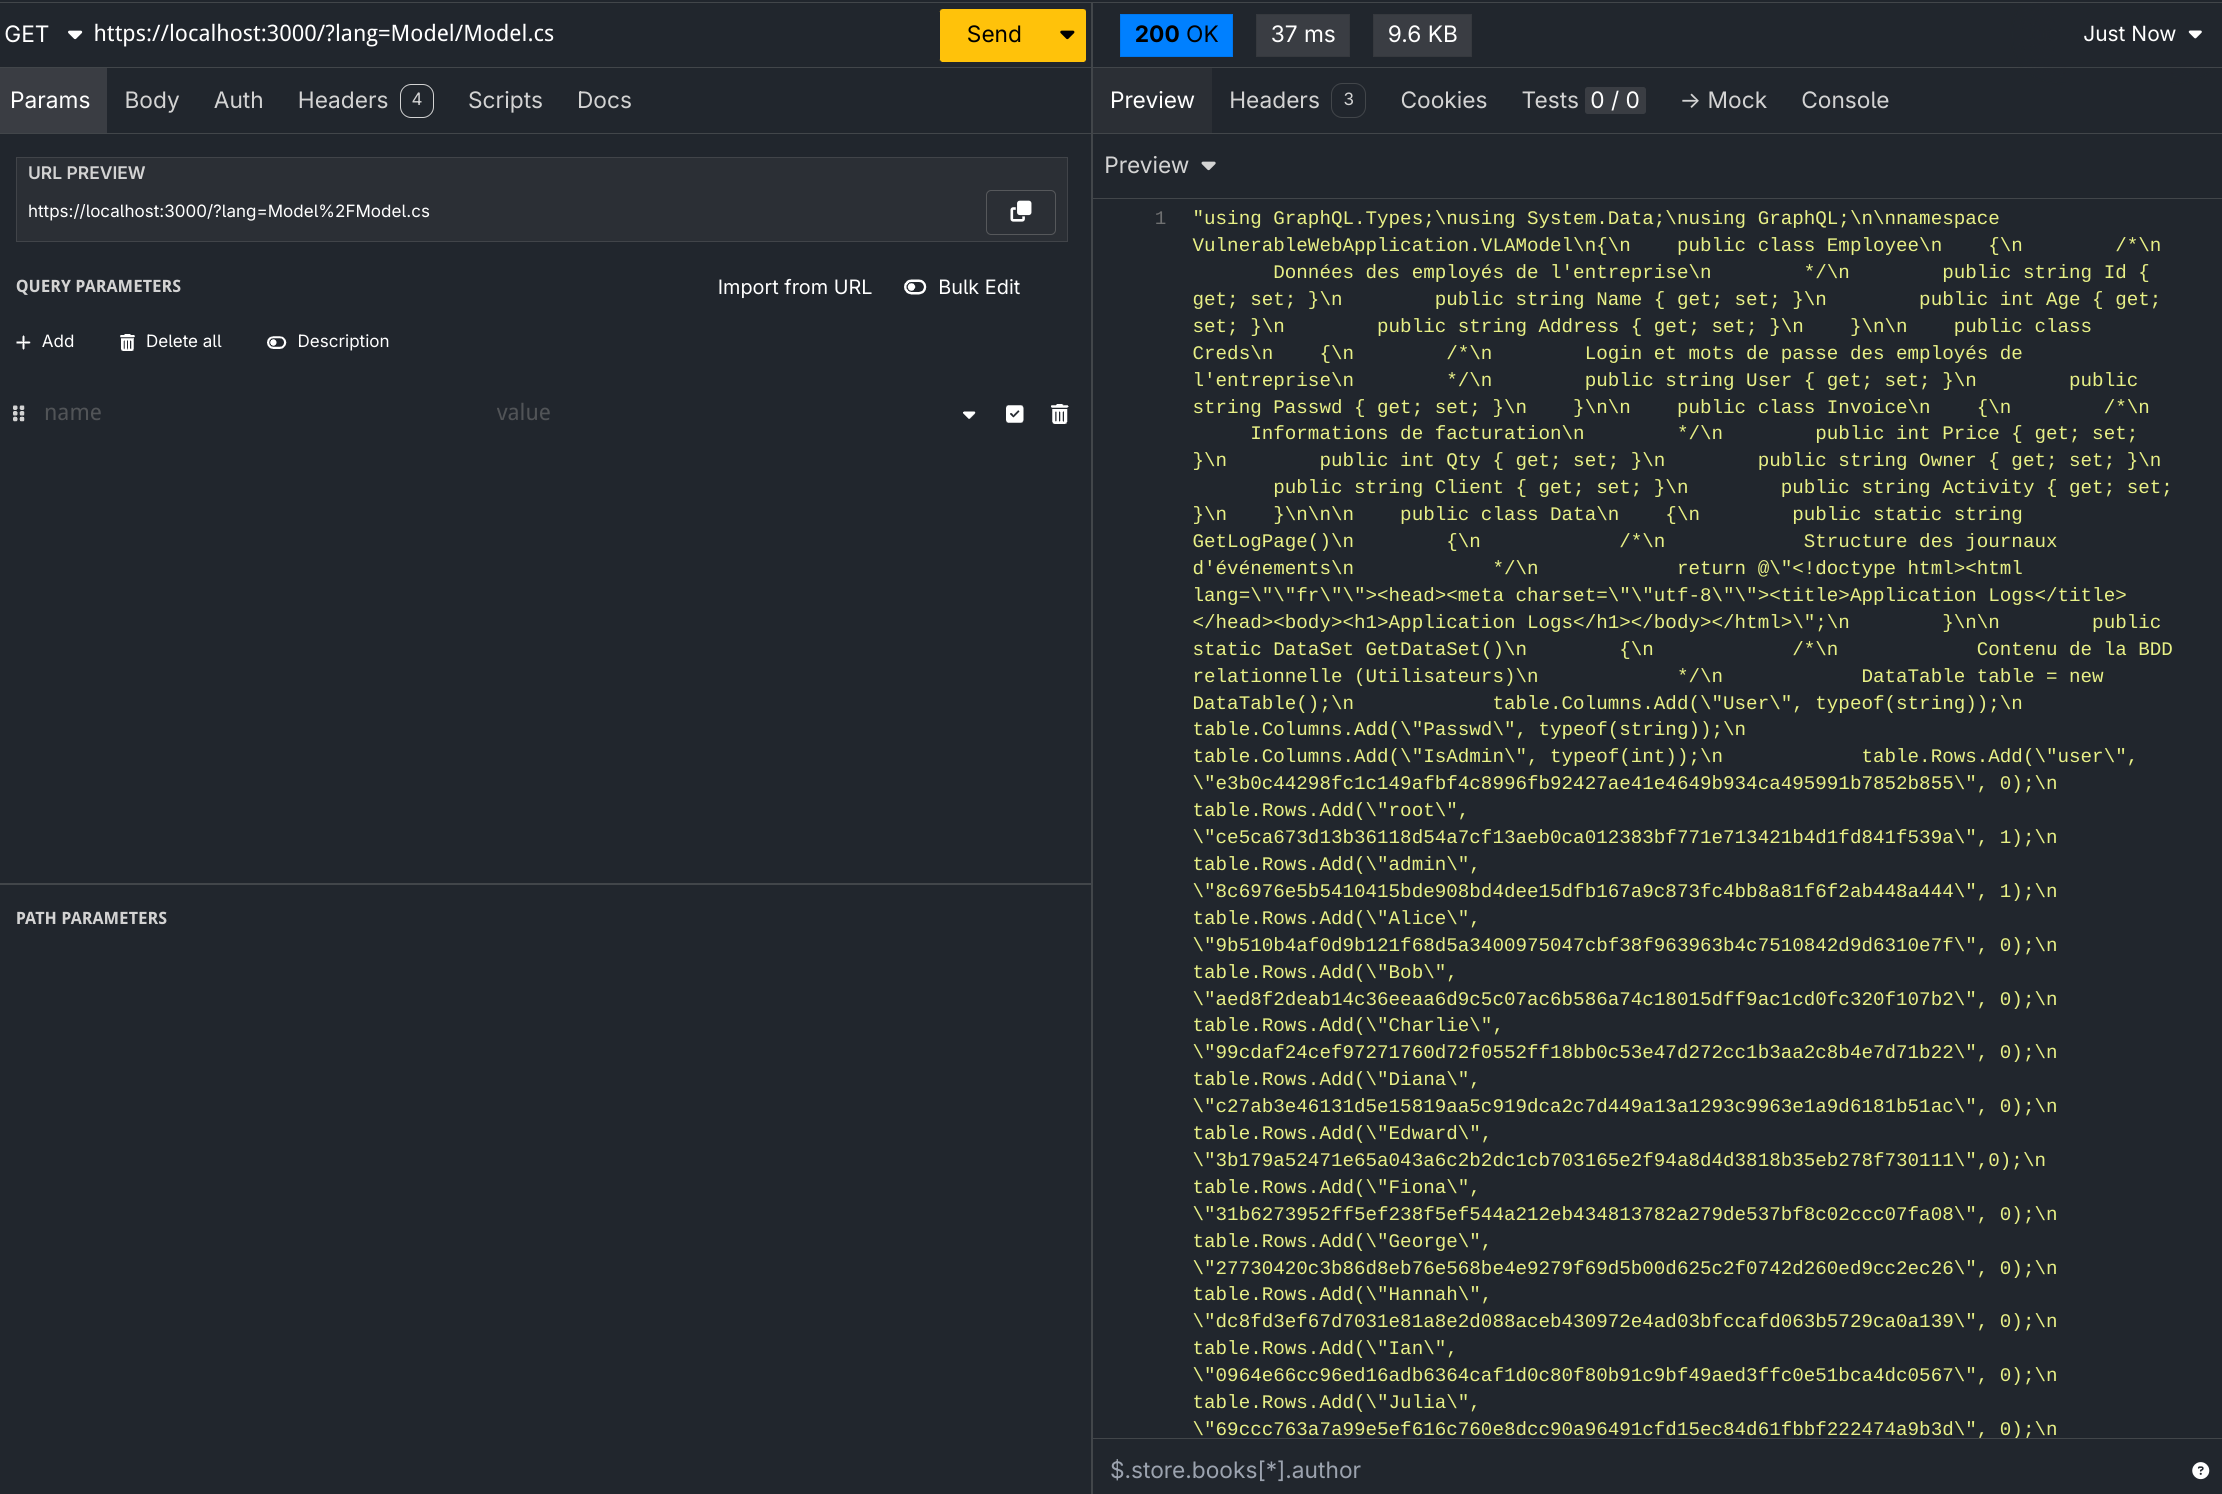 GET https://localhost:3000/?lang=Model/Model.cs Send
Params Body Auth Headers 4 Scripts Docs
URL PREVIEW
https://localhost:3000/?lang=Model%2FModel.cs
QUERY PARAMETERS Import from URL Bulk Edit
Add Delete all Description
name value
PATH PARAMETERS
200 OK 37 ms 9.6 KB Just Now
Preview Headers 3 Cookies Tests 0 / 0 → Mock Console
Preview
1 "using GraphQL.Types;\nusing System.Data;\nusing GraphQL;\n\nnamespace
VulnerableWebApplication.VLAModel\n{\n    public class Employee\n    {\n        /*\n
Données des employés de l'entreprise\n        */\n        public string Id {
get; set; }\n        public string Name { get; set; }\n        public int Age { get;
set; }\n        public string Address { get; set; }\n    }\n\n    public class
Creds\n    {\n        /*\n        Login et mots de passe des employés de
l'entreprise\n        */\n        public string User { get; set; }\n        public
string Passwd { get; set; }\n    }\n\n    public class Invoice\n    {\n        /*\n
Informations de facturation\n        */\n        public int Price { get; set;
}\n        public int Qty { get; set; }\n        public string Owner { get; set; }\n
public string Client { get; set; }\n        public string Activity { get; set;
}\n    }\n\n\n    public class Data\n    {\n        public static string
GetLogPage()\n        {\n            /*\n            Structure des journaux
d'événements\n            */\n            return @\"<!doctype html><html
lang=\"\"fr\"\"><head><meta charset=\"\"utf-8\"\"><title>Application Logs</title>
</head><body><h1>Application Logs</h1></body></html>\";\n        }\n\n        public
static DataSet GetDataSet()\n        {\n            /*\n            Contenu de la BDD
relationnelle (Utilisateurs)\n            */\n            DataTable table = new
DataTable();\n            table.Columns.Add(\"User\", typeof(string));\n
table.Columns.Add(\"Passwd\", typeof(string));\n
table.Columns.Add(\"IsAdmin\", typeof(int));\n            table.Rows.Add(\"user\",
\"e3b0c44298fc1c149afbf4c8996fb92427ae41e4649b934ca495991b7852b855\", 0);\n
table.Rows.Add(\"root\",
\"ce5ca673d13b36118d54a7cf13aeb0ca012383bf771e713421b4d1fd841f539a\", 1);\n
table.Rows.Add(\"admin\",
\"8c6976e5b5410415bde908bd4dee15dfb167a9c873fc4bb8a81f6f2ab448a444\", 1);\n
table.Rows.Add(\"Alice\",
\"9b510b4af0d9b121f68d5a3400975047cbf38f963963b4c7510842d9d6310e7f\", 0);\n
table.Rows.Add(\"Bob\",
\"aed8f2deab14c36eeaa6d9c5c07ac6b586a74c18015dff9ac1cd0fc320f107b2\", 0);\n
table.Rows.Add(\"Charlie\",
\"99cdaf24cef97271760d72f0552ff18bb0c53e47d272cc1b3aa2c8b4e7d71b22\", 0);\n
table.Rows.Add(\"Diana\",
\"c27ab3e46131d5e15819aa5c919dca2c7d449a13a1293c9963e1a9d6181b51ac\", 0);\n
table.Rows.Add(\"Edward\",
\"3b179a52471e65a043a6c2b2dc1cb703165e2f94a8d4d3818b35eb278f730111\",0);\n
table.Rows.Add(\"Fiona\",
\"31b6273952ff5ef238f5ef544a212eb434813782a279de537bf8c02ccc07fa08\", 0);\n
table.Rows.Add(\"George\",
\"27730420c3b86d8eb76e568be4e9279f69d5b00d625c2f0742d260ed9cc2ec26\", 0);\n
table.Rows.Add(\"Hannah\",
\"dc8fd3ef67d7031e81a8e2d088aceb430972e4ad03bfccafd063b5729ca0a139\", 0);\n
table.Rows.Add(\"Ian\",
\"0964e66cc96ed16adb6364caf1d0c80f80b91c9bf49aed3ffc0e51bca4dc0567\", 0);\n
table.Rows.Add(\"Julia\",
\"69ccc763a7a99e5ef616c760e8dcc90a96491cfd15ec84d61fbbf222474a9b3d\", 0);\n
$.store.books[*].author